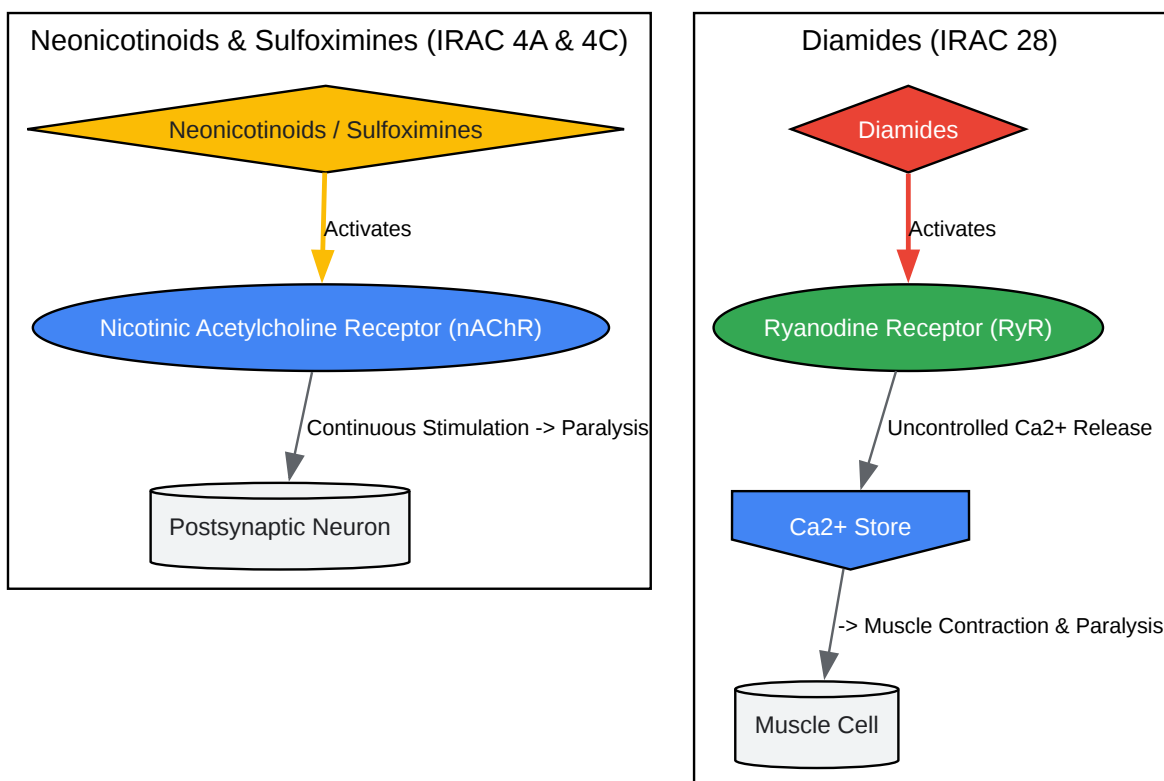 Neonicotinoids & Sulfoximines (IRAC 4A & 4C)
Neonicotinoids / Sulfoximines
Activates
Nicotinic Acetylcholine Receptor (nAChR)
Continuous Stimulation -> Paralysis
Postsynaptic Neuron
Diamides (IRAC 28)
Diamides
Activates
Ryanodine Receptor (RyR)
Uncontrolled Ca2+ Release
Ca2+ Store
-> Muscle Contraction & Paralysis
Muscle Cell